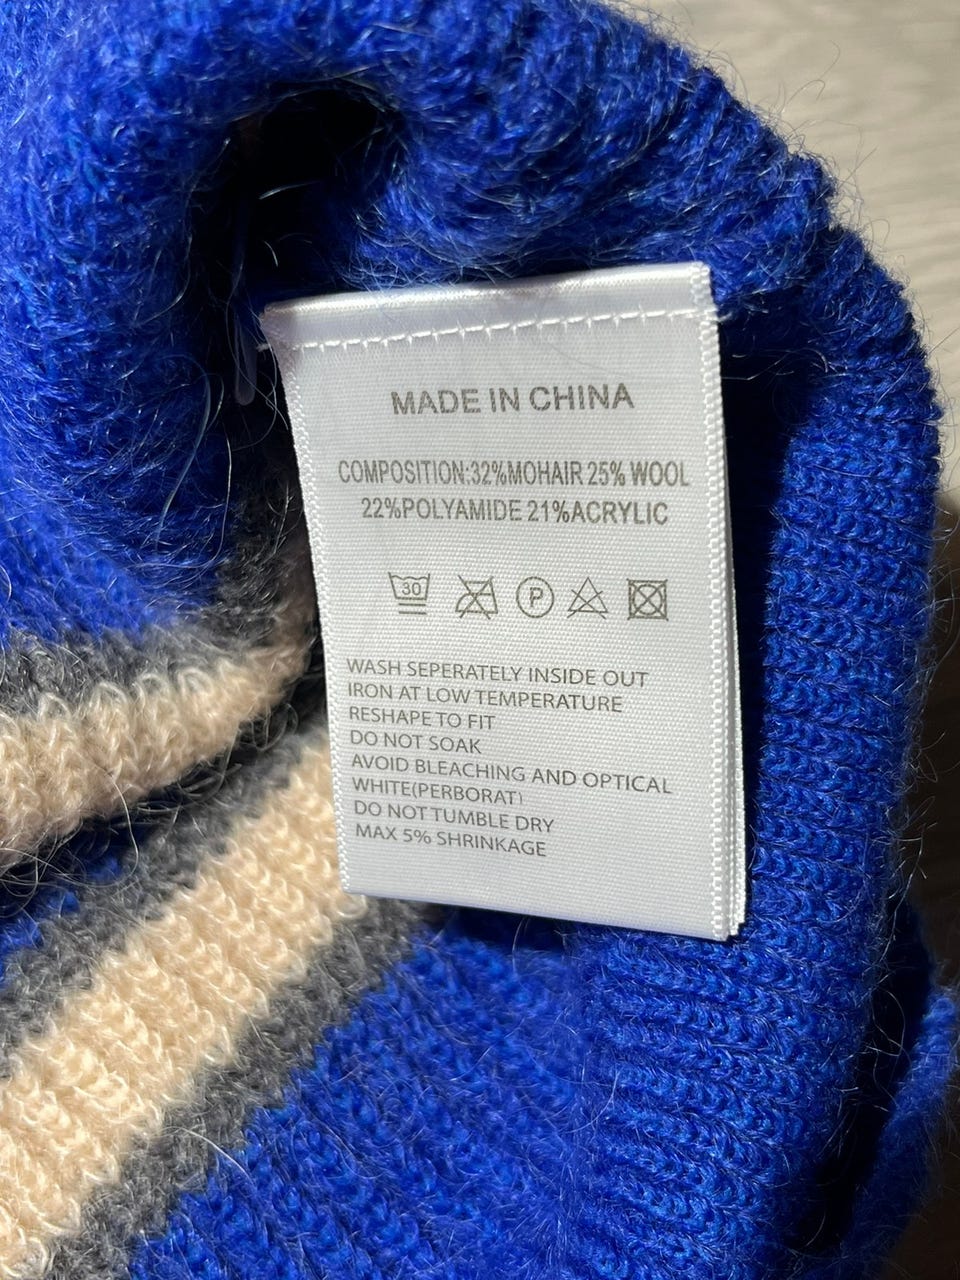 MADE IN CHINA
COMPOSITION:32%MOHAIR 25% WOOL
22%POLYAMIDE 21%ACRYLIC
30 P
WASH SEPERATELY INSIDE OUT
IRON AT LOW TEMPERATURE
RESHAPE TO FIT
DO NOT SOAK
AVOID BLEACHING AND OPTICAL
WHITE(PERBORAT)
DO NOT TUMBLE DRY
MAX 5% SHRINKAGE